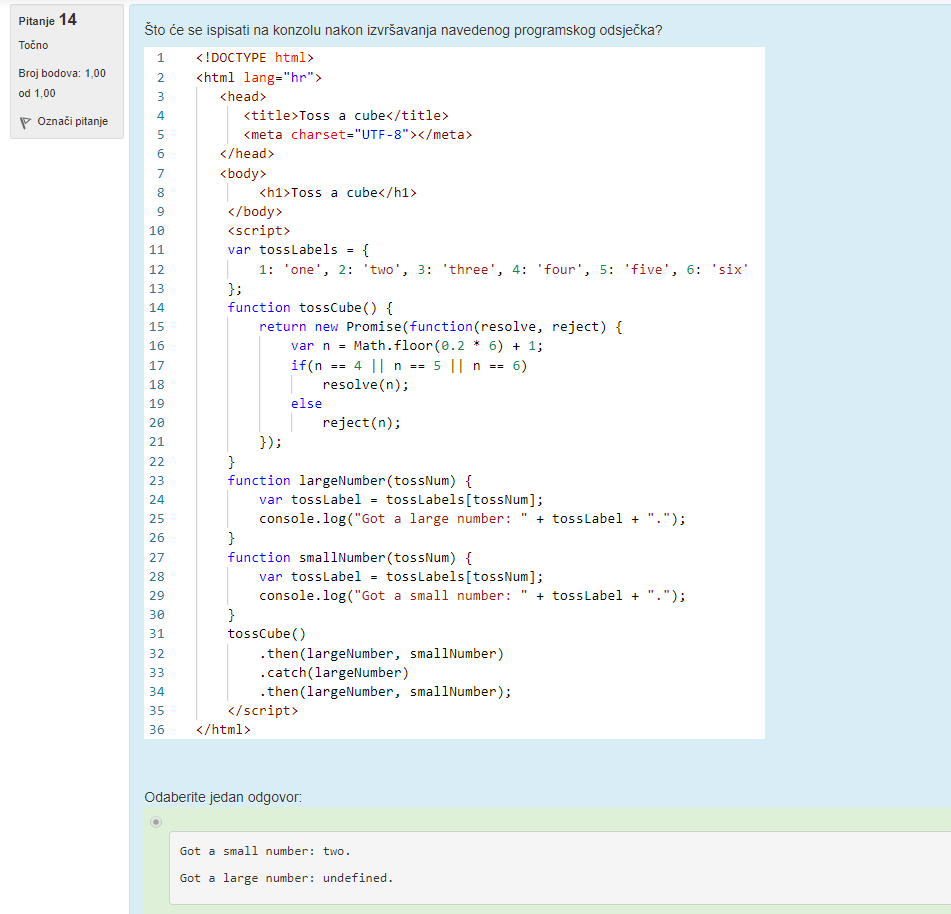 Pitanje 14
Točno
Broj bodova: 1,00
od 1,00
Označi pitanje
Što će se ispisati na konzolu nakon izvršavanja navedenog programskog odsječka?
1 <!DOCTYPE html>
2 <html lang="hr">
3 <head>
4 <title>Toss a cube</title>
5 <meta charset="UTF-8"></meta>
6 </head>
7 <body>
8 <h1>Toss a cube</h1>
9 </body>
10 <script>
11 var tossLabels = {
12 1: 'one', 2: 'two', 3: 'three', 4: 'four', 5: 'five', 6: 'six'
13 };
14 function tossCube() {
15 return new Promise(function(resolve, reject) {
16 var n = Math.floor(0.2 * 6) + 1;
17 if(n == 4 || n == 5 || n == 6)
18 resolve(n);
19 else
20 reject(n);
21 });
22 }
23 function largeNumber(tossNum) {
24 var tossLabel = tossLabels[tossNum];
25 console.log("Got a large number: " + tossLabel + ".");
26 }
27 function smallNumber(tossNum) {
28 var tossLabel = tossLabels[tossNum];
29 console.log("Got a small number: " + tossLabel + ".");
30 }
31 tossCube()
32 .then(largeNumber, smallNumber)
33 .catch(largeNumber)
34 .then(largeNumber, smallNumber);
35 </script>
36 </html>
Odaberite jedan odgovor:
Got a small number: two.
Got a large number: undefined.